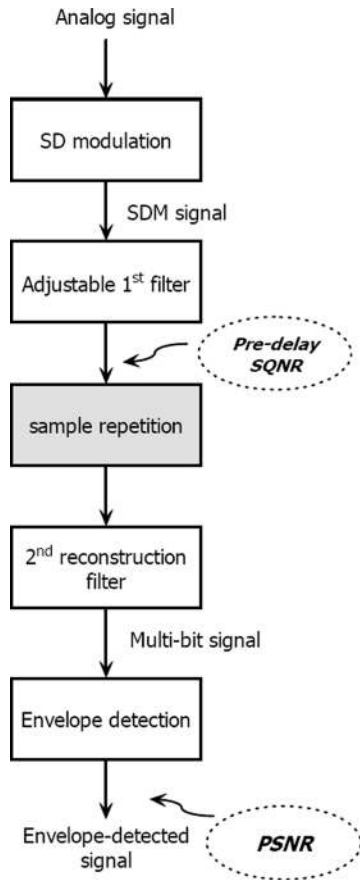 Analog signal
SD modulation
SDM signal
Adjustable 1st filter
Pre-delay
SQNR
sample repetition
2nd reconstruction
filter
Multi-bit signal
Envelope detection
Envelope-detected
signal
PSNR